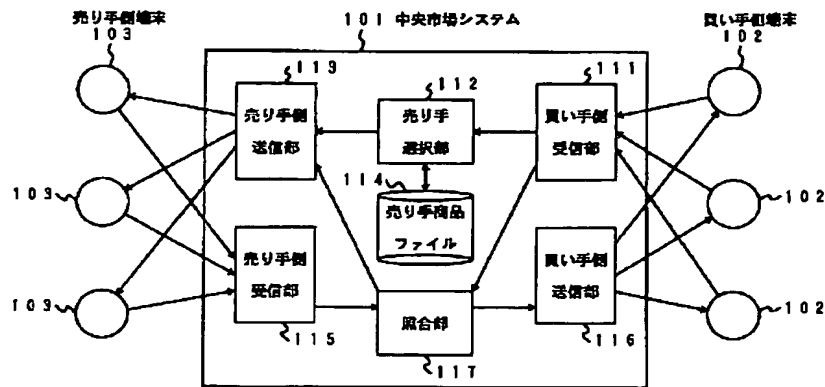 売り手側端末
103
101 中央市場システム
買い手側端末
102
113
売り手側
送信部
112
売り手
選択部
111
買い手側
受信部
114
売り手商品
ファイル
103
102
売り手側
受信部
115
照合部
117
買い手側
送信部
116
103
102